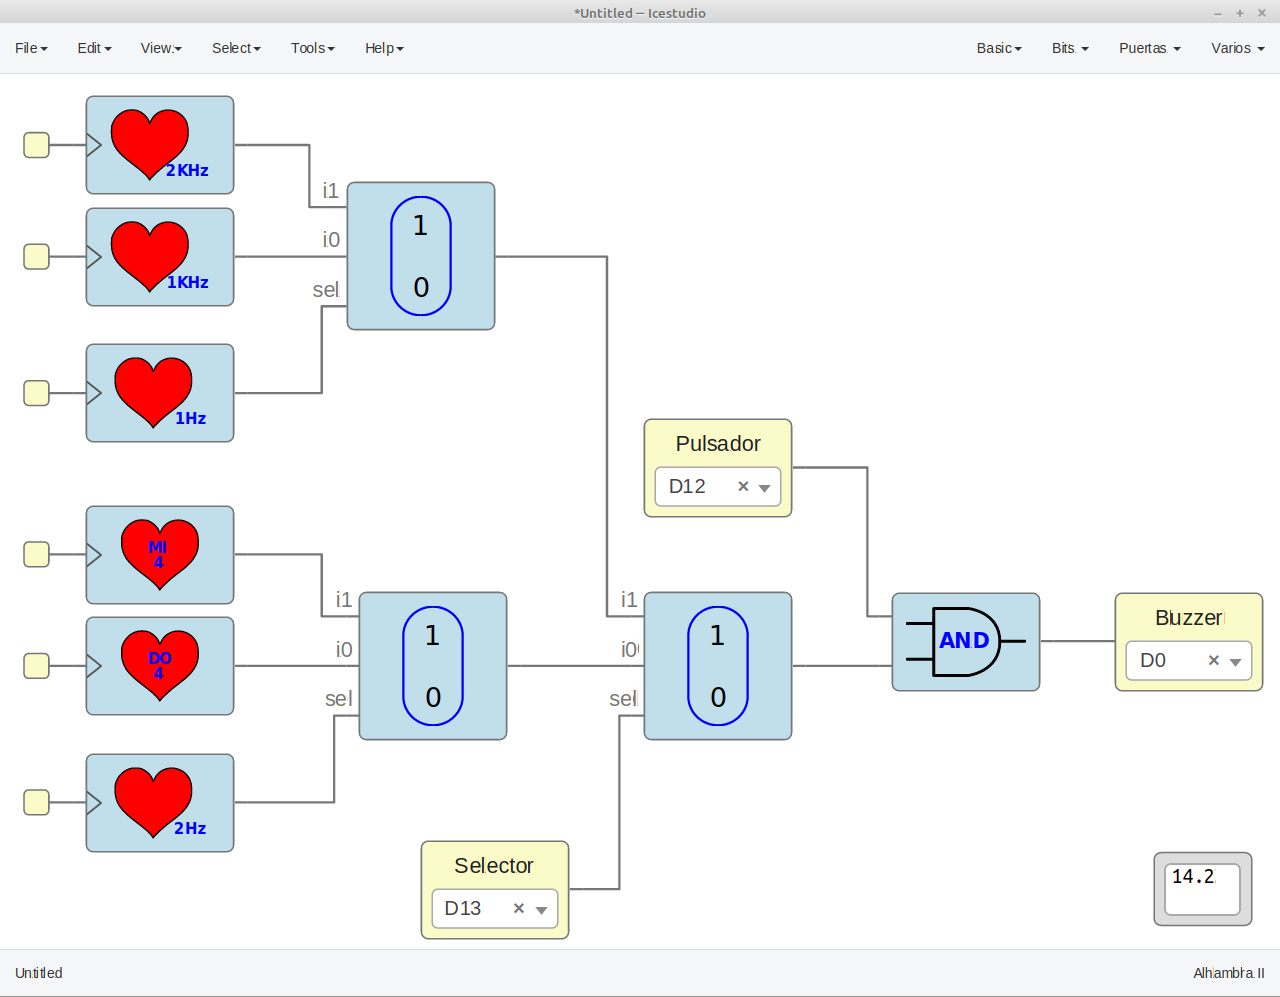 *Untitled – Icestudio
File Edit View Select Tools Help Basic Bits Puertas Varios
2KHz
i1
1
i0
1KHz
sel
0
1Hz
Pulsador
D12
MI
4
i1
i1
1
1
Buzzer
AND
DO
4
i0
i0
D0
sel
sel
0
0
2Hz
Selector
D13
14.2
Untitled
Alhambra II